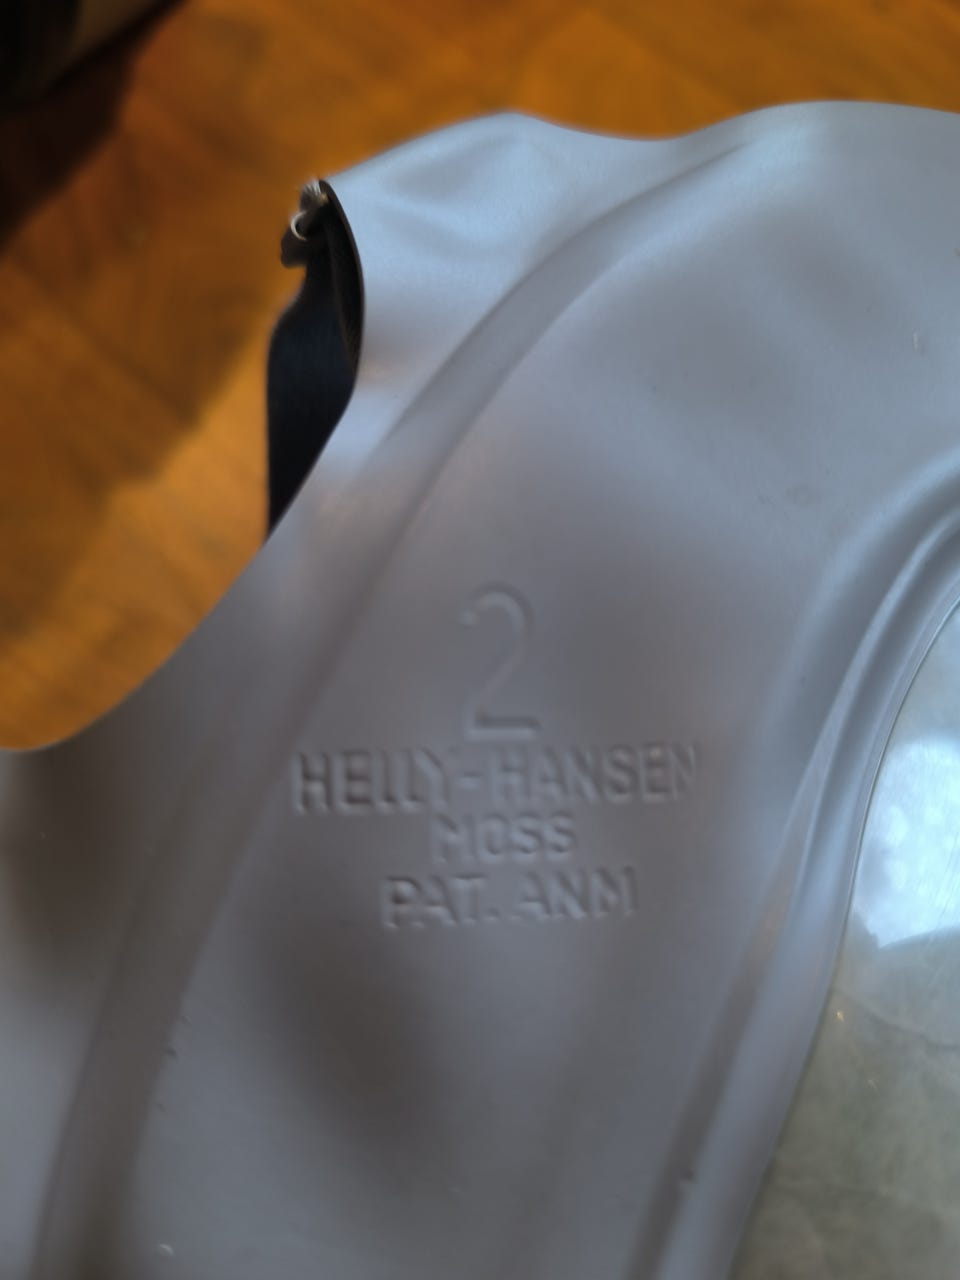 2
HELLY-HANSEN
MOSS
PAT. ANM